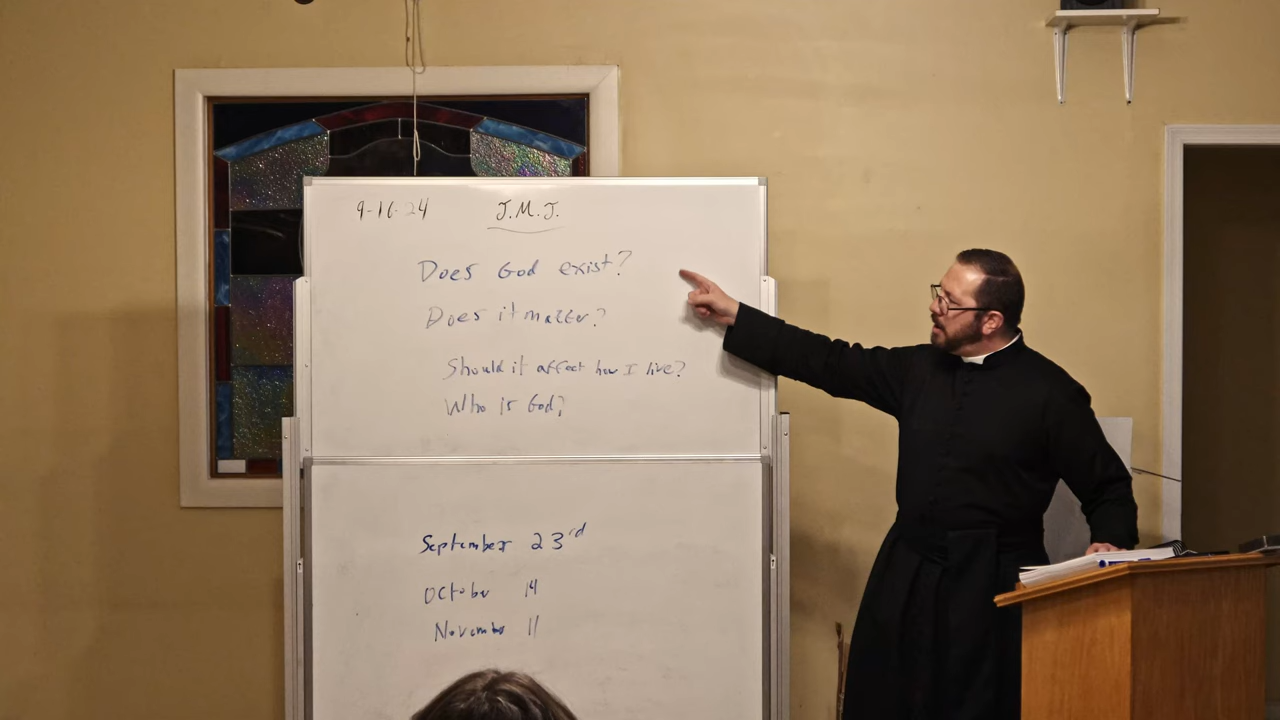 9-16-24 J.M.J.
Does God exist?
Does it matter?
Should it affect how I live?
Who is God?
September 23rd
October 14
November 11